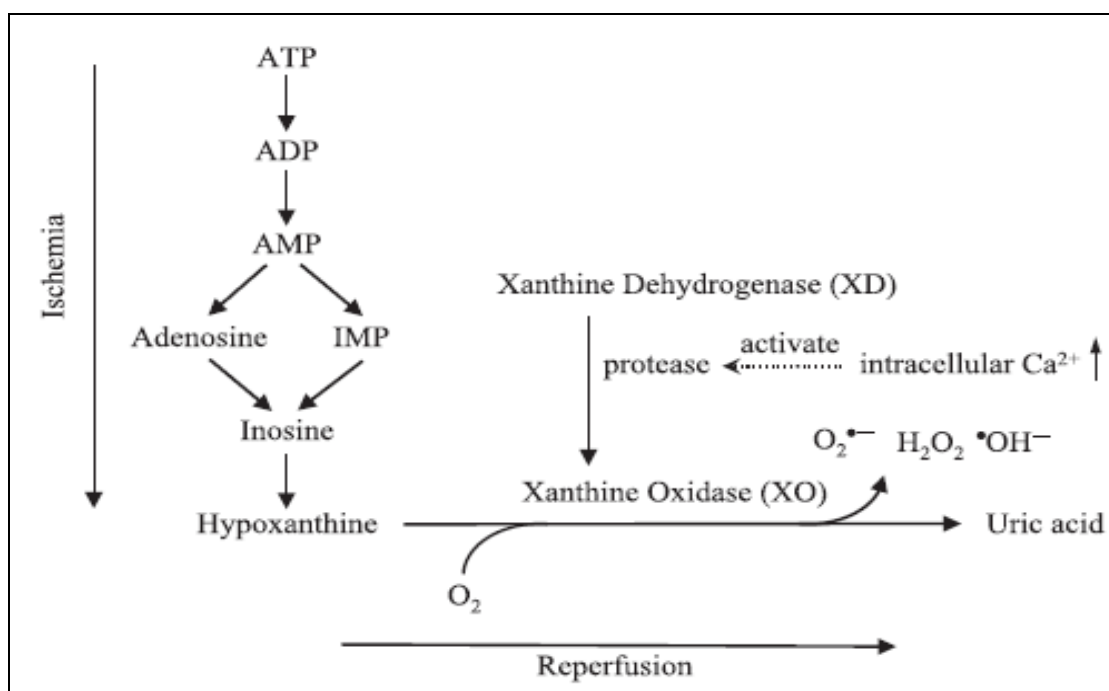 ATP
ADP
AMP
Ischemia
Xanthine Dehydrogenase (XD)
Adenosine
IMP
protease
activate
intracellular Ca²⁺
Inosine
O₂•− H₂O₂ •OH−
Xanthine Oxidase (XO)
Hypoxanthine
Uric acid
O₂
Reperfusion